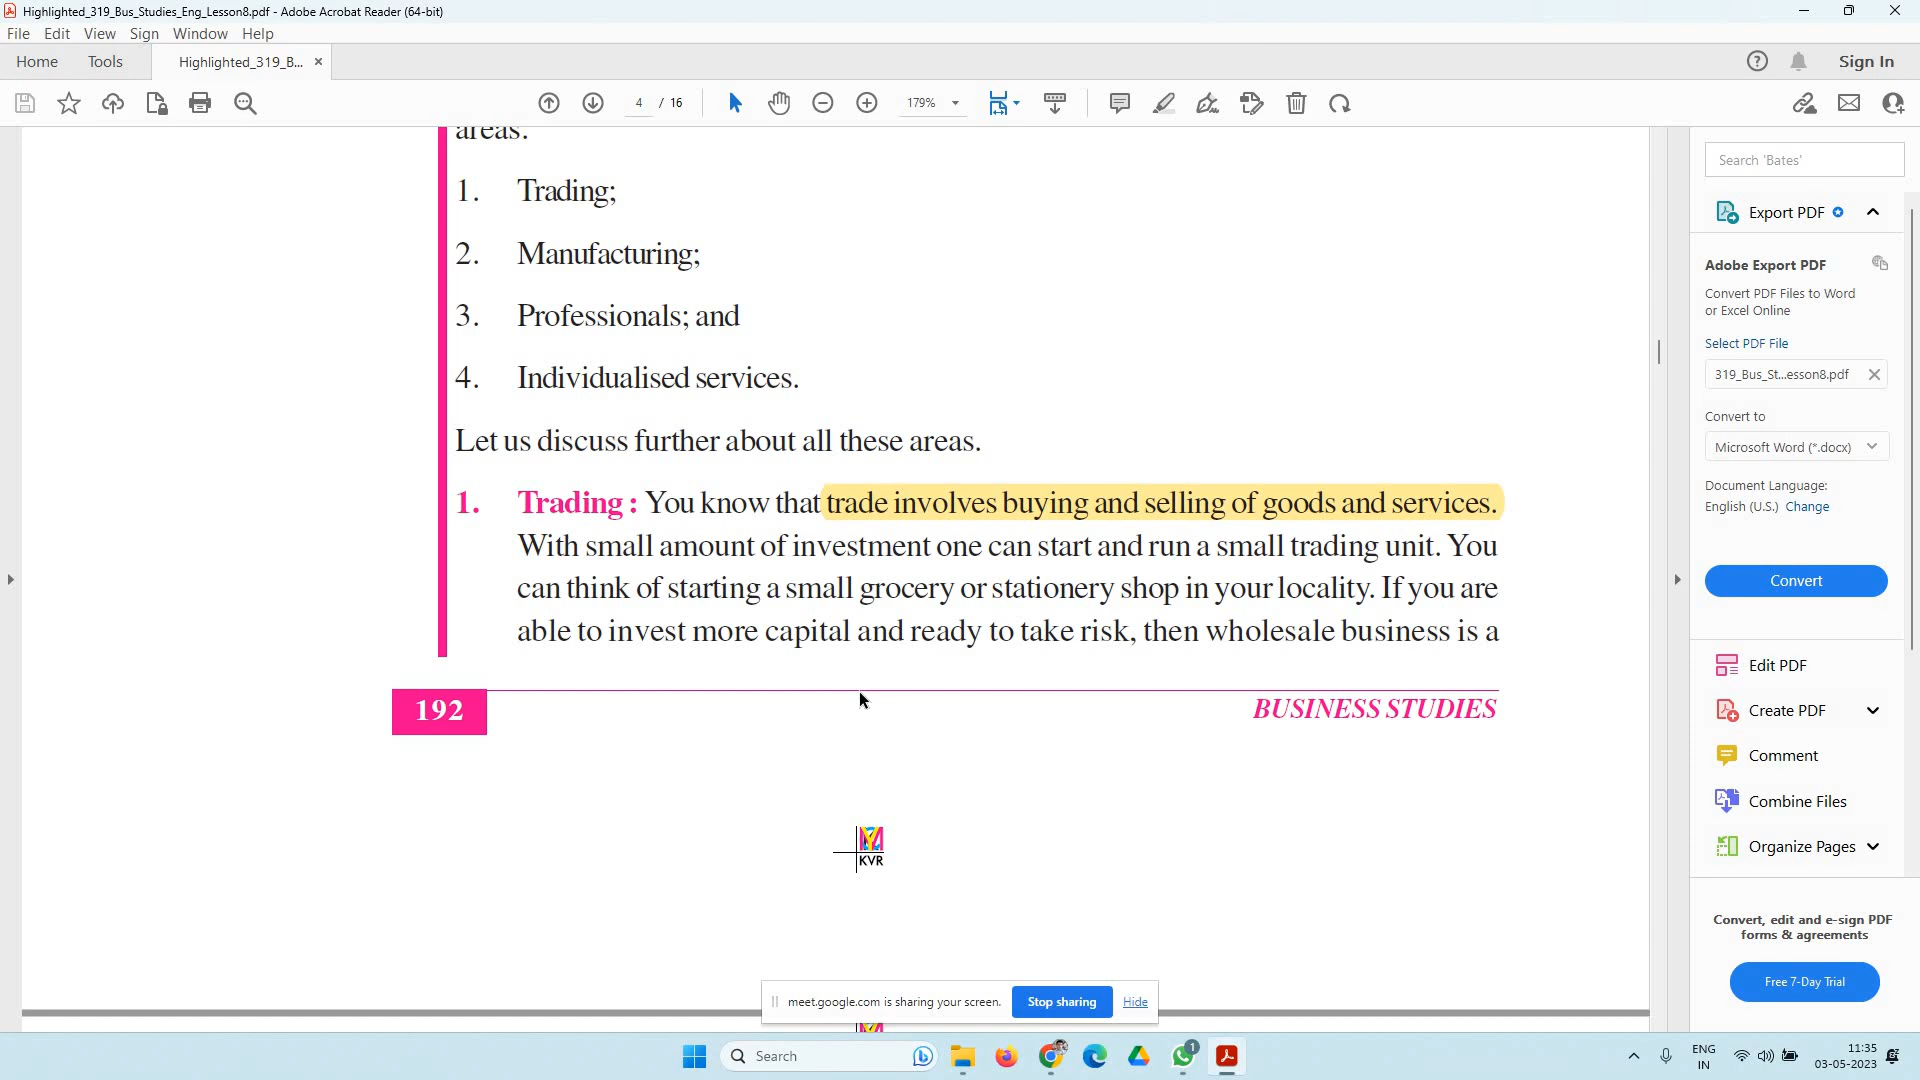 Highlighted_319_Bus_Studies_Eng_Lesson8.pdf - Adobe Acrobat Reader (64-bit)
File Edit View Sign Window Help
Home Tools Highlighted_319_B... × Sign In
4 / 16 179%
areas.
1. Trading;
2. Manufacturing;
3. Professionals; and
4. Individualised services.
Let us discuss further about all these areas.
1. Trading : You know that trade involves buying and selling of goods and services.
With small amount of investment one can start and run a small trading unit. You
can think of starting a small grocery or stationery shop in your locality. If you are
able to invest more capital and ready to take risk, then wholesale business is a
192 BUSINESS STUDIES
KVR
Search 'Bates'
Export PDF
Adobe Export PDF
Convert PDF Files to Word
or Excel Online
Select PDF File
319_Bus_St...esson8.pdf
Convert to
Microsoft Word (*.docx)
Document Language:
English (U.S.) Change
Convert
Edit PDF
Create PDF
Comment
Combine Files
Organize Pages
Convert, edit and e-sign PDF
forms & agreements
Free 7-Day Trial
meet.google.com is sharing your screen. Stop sharing Hide
Search
1
ENG
IN
11:35
03-05-2023